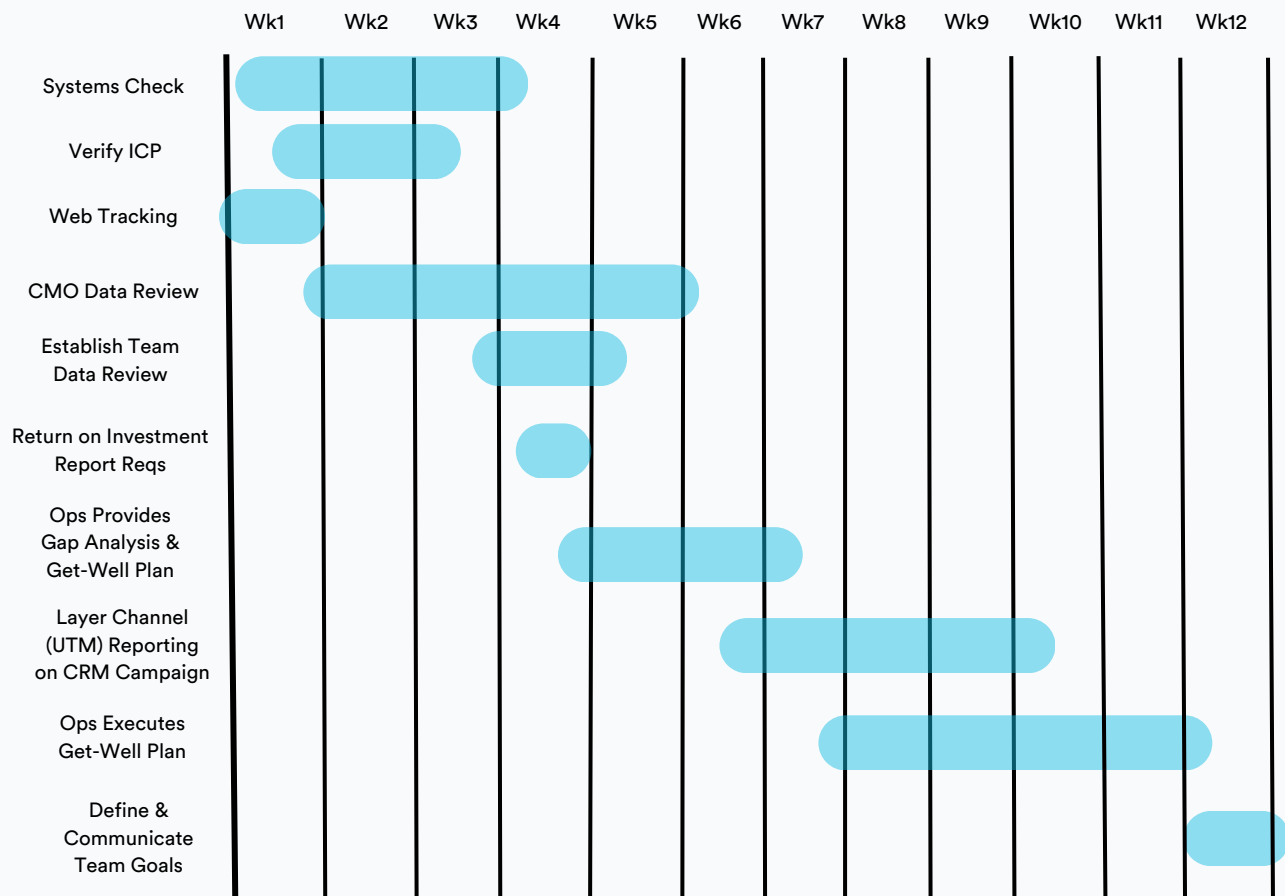 Wk1 Wk2 Wk3 Wk4 Wk5 Wk6 Wk7 Wk8 Wk9 Wk10 Wk11 Wk12
Systems Check
Verify ICP
Web Tracking
CMO Data Review
Establish Team
Data Review
Return on Investment
Report Reqs
Ops Provides
Gap Analysis &
Get-Well Plan
Layer Channel
(UTM) Reporting
on CRM Campaign
Ops Executes
Get-Well Plan
Define &
Communicate
Team Goals